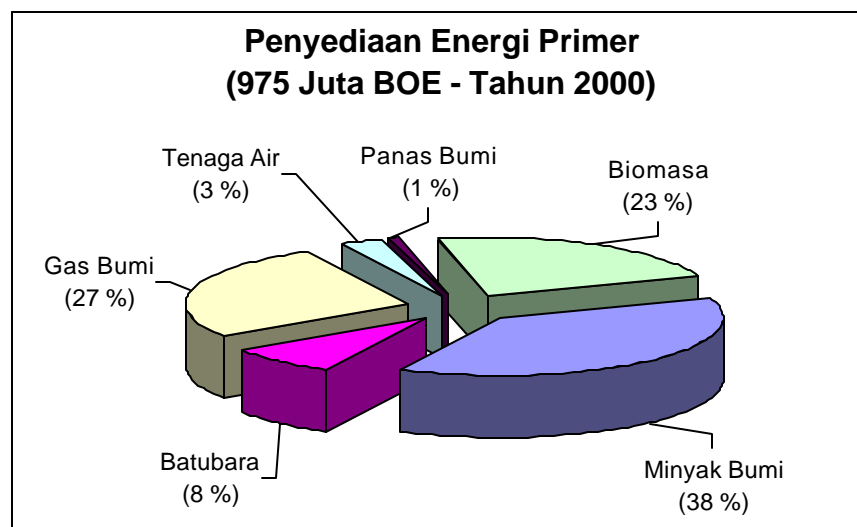 Penyediaan Energi Primer
(975 Juta BOE - Tahun 2000)
Tenaga Air
(3 %)
Panas Bumi
(1 %)
Biomasa
(23 %)
Gas Bumi
(27 %)
Batubara
(8 %)
Minyak Bumi
(38 %)